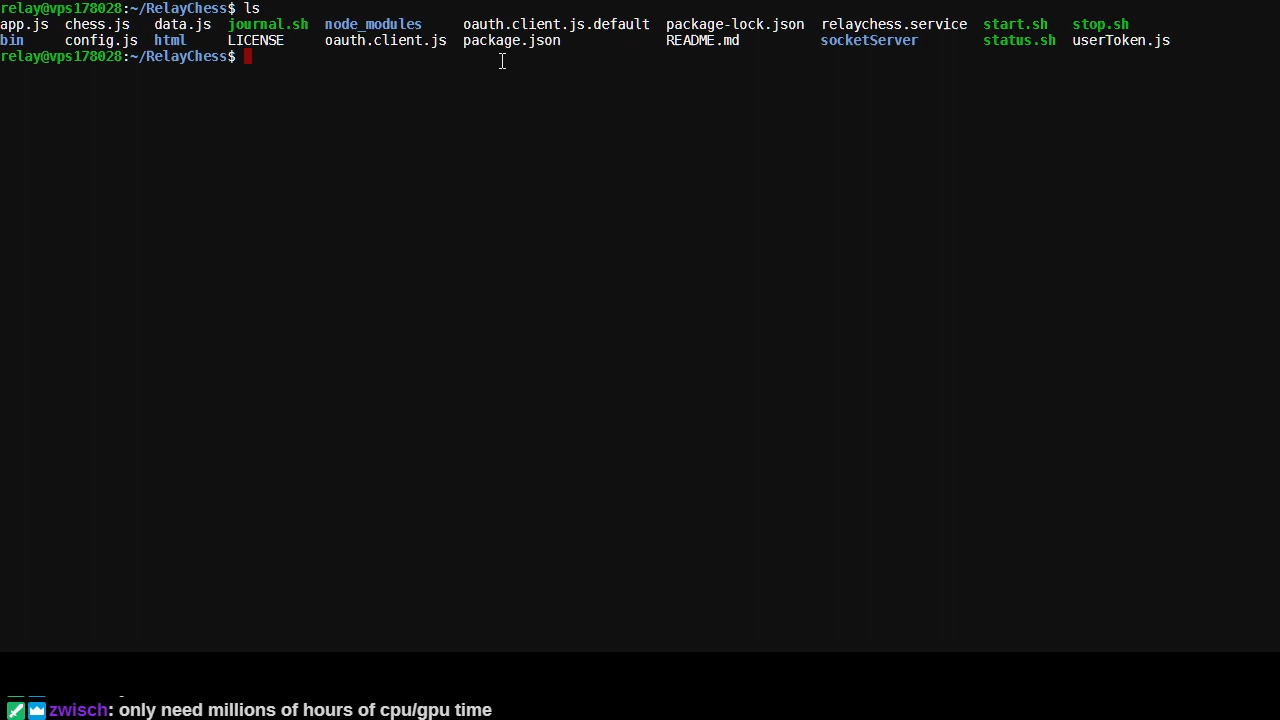 relay@vps178028:~/RelayChess$ ls
app.js  chess.js   data.js  journal.sh  node_modules     oauth.client.js.default  package-lock.json  relaychess.service  start.sh   stop.sh
bin     config.js  html     LICENSE     oauth.client.js  package.json             README.md          socketServer        status.sh  userToken.js
relay@vps178028:~/RelayChess$
zwisch: only need millions of hours of cpu/gpu time